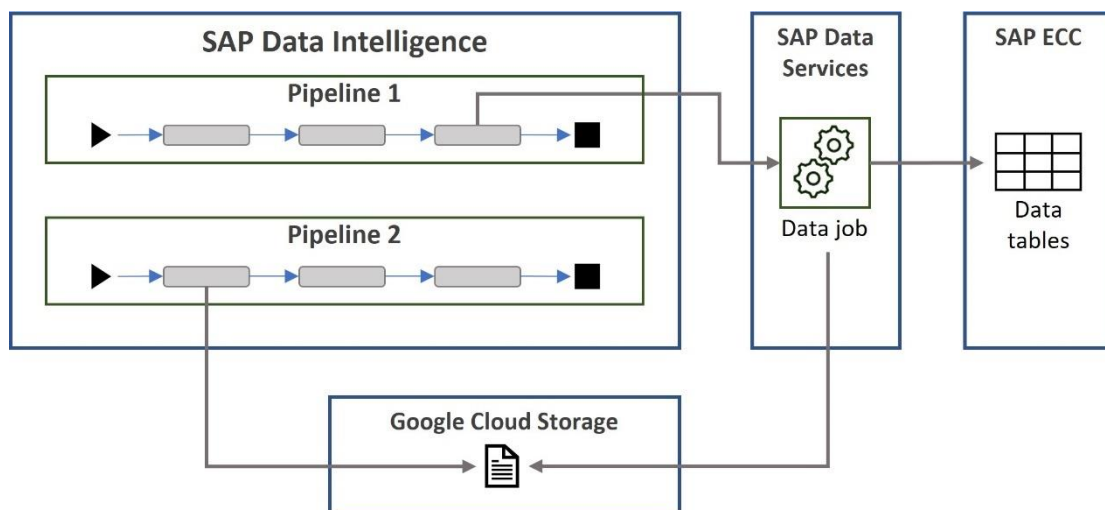 SAP Data Intelligence
Pipeline 1
Pipeline 2
SAP Data
Services
Data job
SAP ECC
Data
tables
Google Cloud Storage